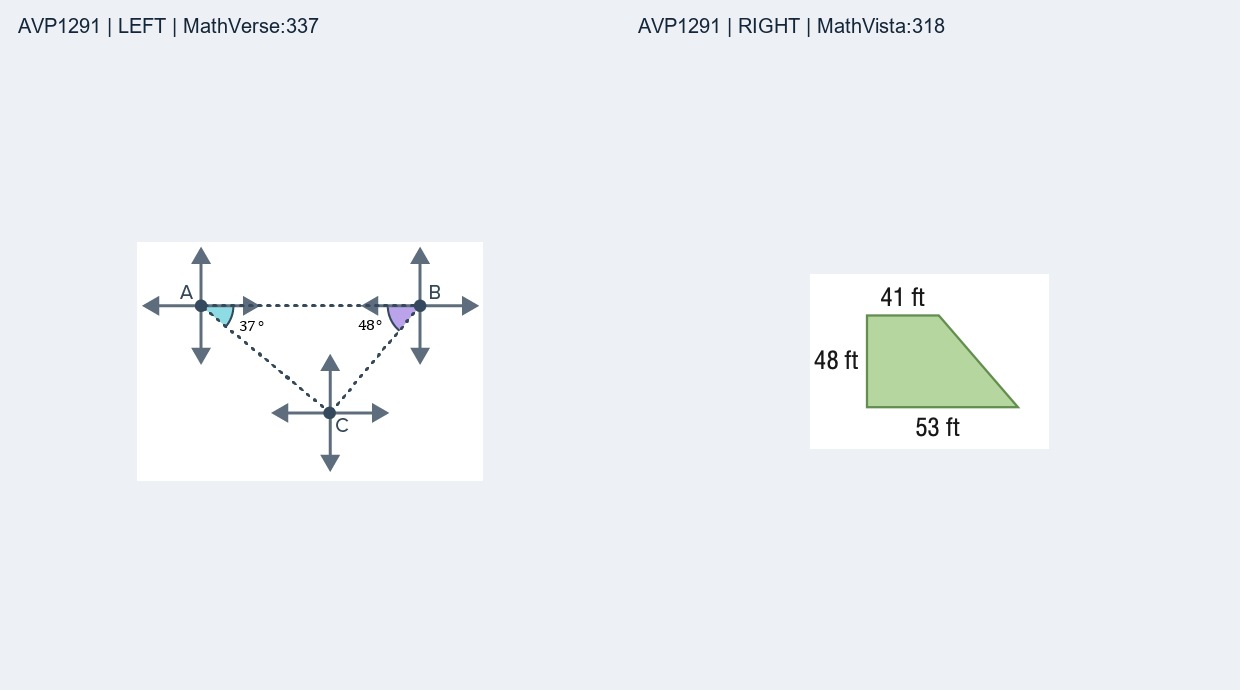 AVP1291 | LEFT | MathVerse:337
A
B
37°
48°
C
AVP1291 | RIGHT | MathVista:318
41 ft
48 ft
53 ft